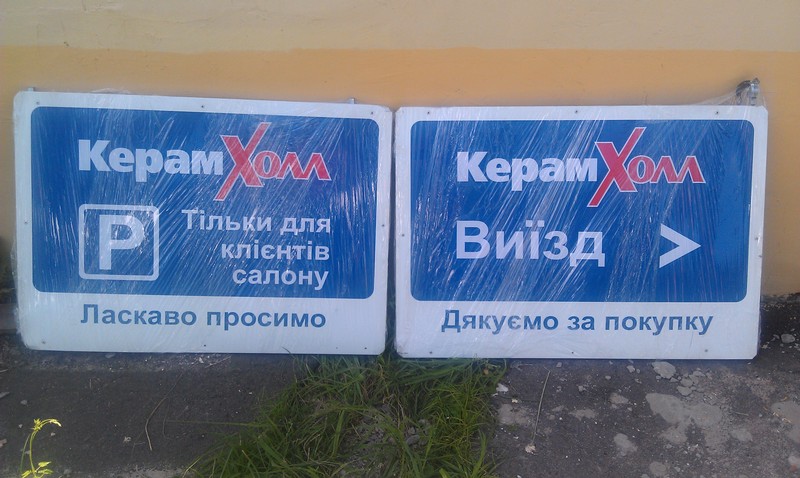 КерамХолл
P
Тільки для
клієнтів
салону
Ласкаво просимо
КерамХолл
Виїзд >
Дякуємо за покупку